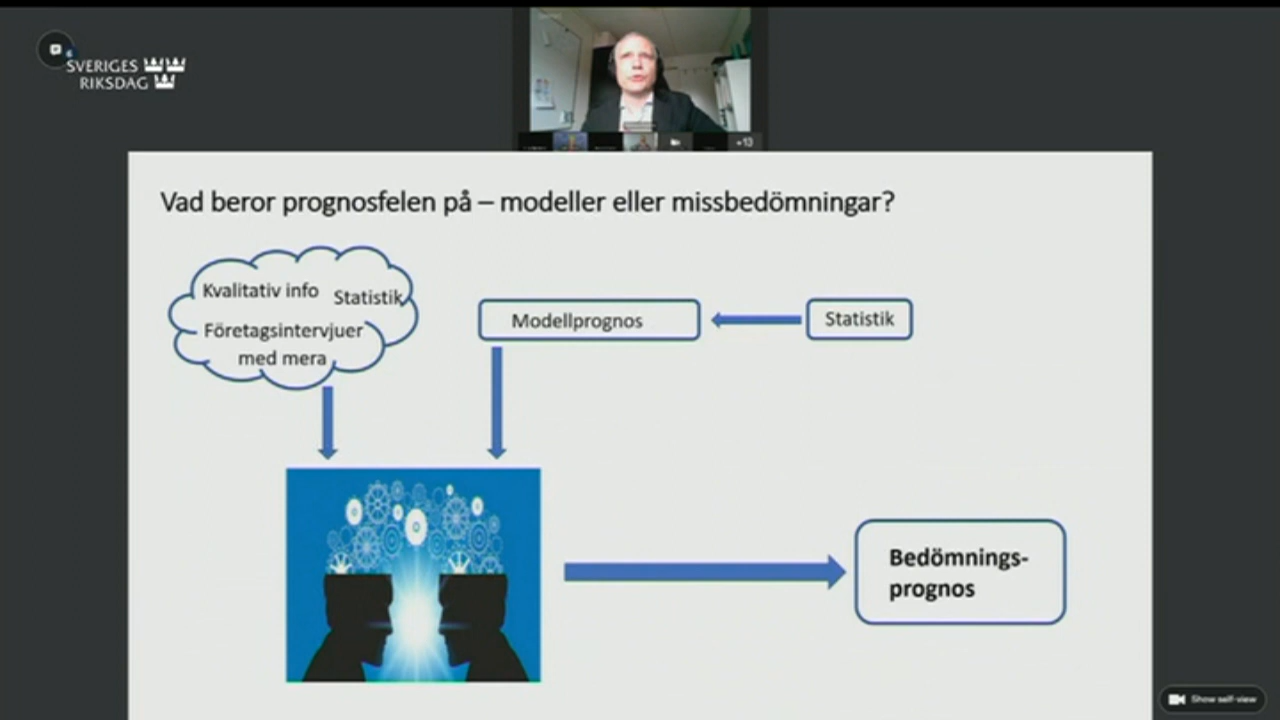 SVERIGES
RIKSDAG
+13
Vad beror prognosfelen på – modeller eller missbedömningar?
Kvalitativ info
Statistik
Företagsintervjuer
med mera
Modellprognos
Statistik
Bedömnings-
prognos
Show self-view